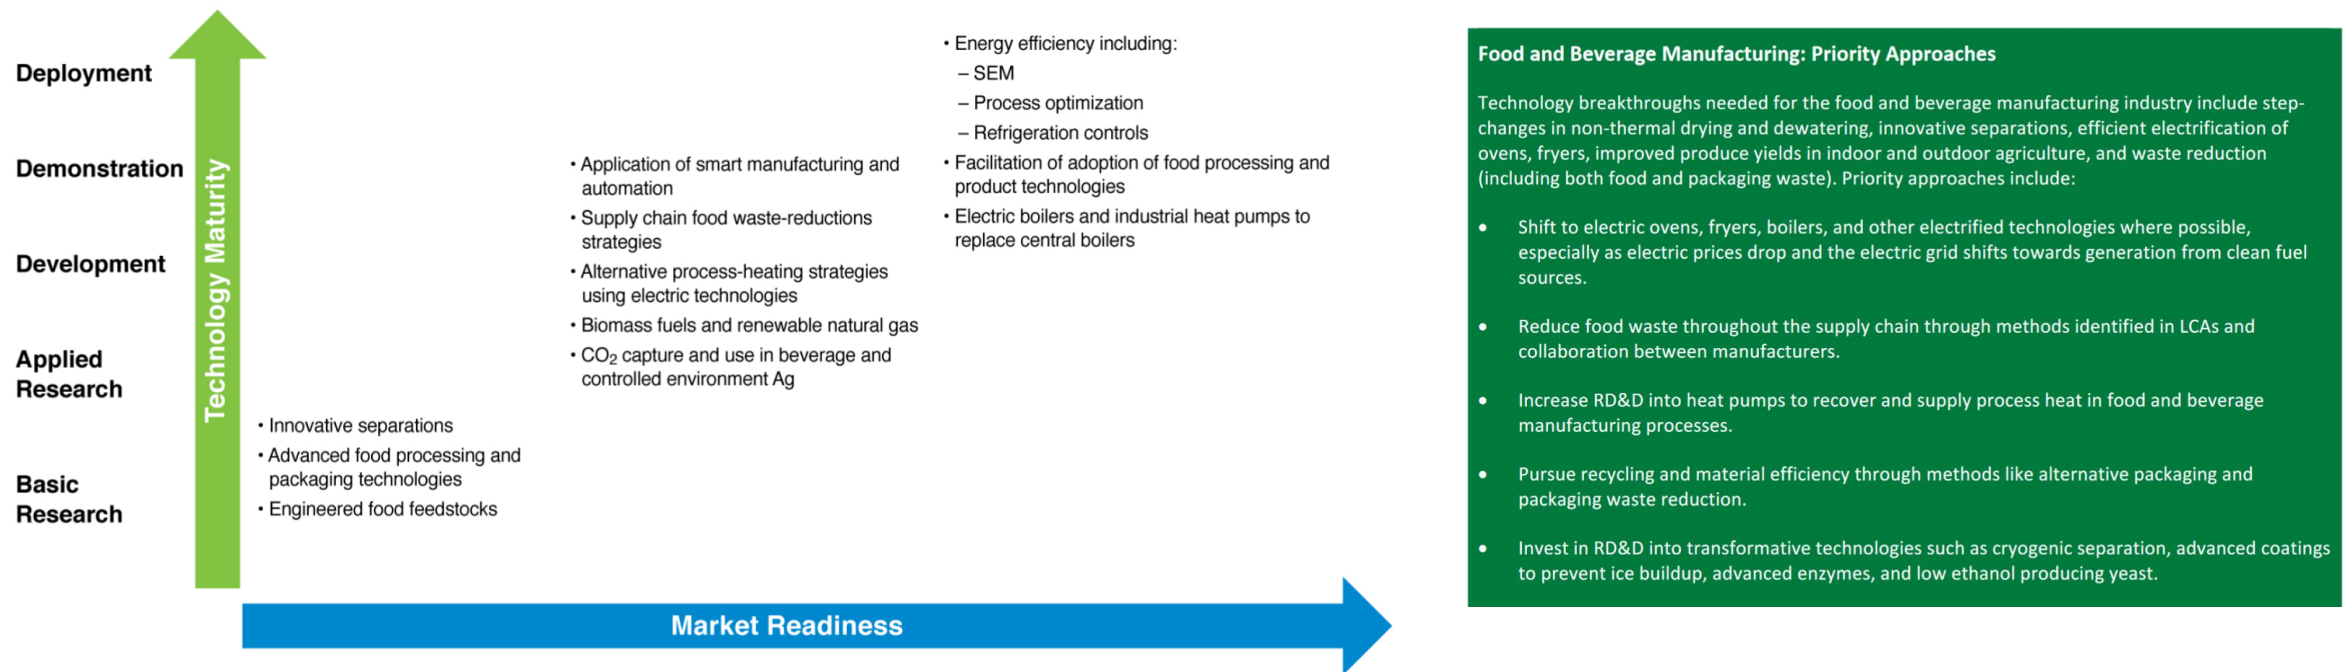 Deployment
Demonstration
Development
Applied
Research
Basic
Research
Technology Maturity
• Innovative separations
• Advanced food processing and
packaging technologies
• Engineered food feedstocks
• Application of smart manufacturing and
automation
• Supply chain food waste-reductions
strategies
• Alternative process-heating strategies
using electric technologies
• Biomass fuels and renewable natural gas
• CO₂ capture and use in beverage and
controlled environment Ag
• Energy efficiency including:
– SEM
– Process optimization
– Refrigeration controls
• Facilitation of adoption of food processing and
product technologies
• Electric boilers and industrial heat pumps to
replace central boilers
Market Readiness
Food and Beverage Manufacturing: Priority Approaches
Technology breakthroughs needed for the food and beverage manufacturing industry include step-
changes in non-thermal drying and dewatering, innovative separations, efficient electrification of
ovens, fryers, improved produce yields in indoor and outdoor agriculture, and waste reduction
(including both food and packaging waste). Priority approaches include:
• Shift to electric ovens, fryers, boilers, and other electrified technologies where possible,
especially as electric prices drop and the electric grid shifts towards generation from clean fuel
sources.
• Reduce food waste throughout the supply chain through methods identified in LCAs and
collaboration between manufacturers.
• Increase RD&D into heat pumps to recover and supply process heat in food and beverage
manufacturing processes.
• Pursue recycling and material efficiency through methods like alternative packaging and
packaging waste reduction.
• Invest in RD&D into transformative technologies such as cryogenic separation, advanced coatings
to prevent ice buildup, advanced enzymes, and low ethanol producing yeast.